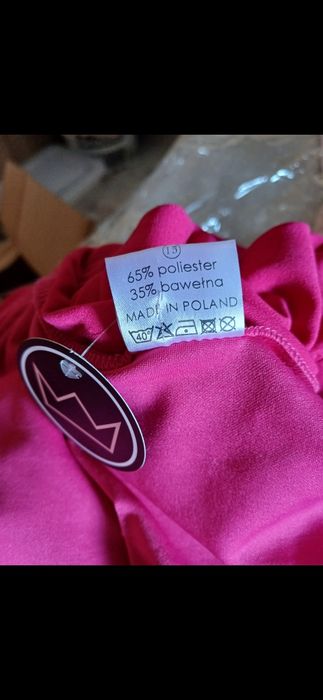 15
65% poliester
35% bawełna
MADE IN POLAND
40°